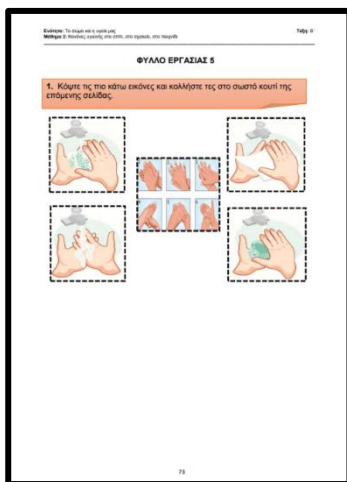 Ενότητα: Το σώμα και η υγεία μας
Τάξη: Β΄
Μάθημα 2: Κανόνες υγιεινής στο σπίτι, στο σχολείο, στο παιχνίδι
ΦΥΛΛΟ ΕΡΓΑΣΙΑΣ 5
1. Κόψτε τις πιο κάτω εικόνες και κολλήστε τες στο σωστό κουτί της
επόμενης σελίδας.
73